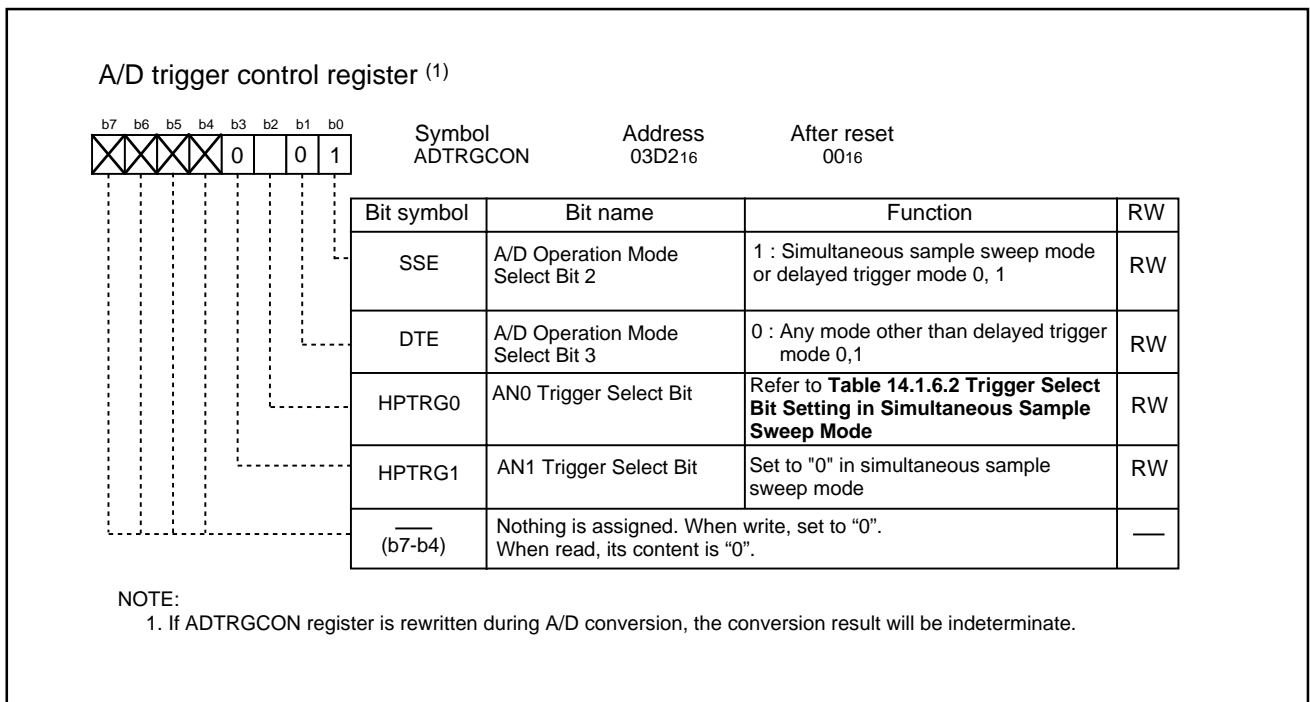 A/D trigger control register (1)
b7 b6 b5 b4 b3 b2 b1 b0
0 0 1
Symbol Address After reset
ADTRGCON 03D216 0016
Bit symbol Bit name Function RW
SSE A/D Operation Mode Select Bit 2 1 : Simultaneous sample sweep mode or delayed trigger mode 0, 1 RW
DTE A/D Operation Mode Select Bit 3 0 : Any mode other than delayed trigger mode 0,1 RW
HPTRG0 AN0 Trigger Select Bit Refer to Table 14.1.6.2 Trigger Select Bit Setting in Simultaneous Sample Sweep Mode RW
HPTRG1 AN1 Trigger Select Bit Set to "0" in simultaneous sample sweep mode RW
(b7-b4) Nothing is assigned. When write, set to “0”.
When read, its content is “0”. —
NOTE:
1. If ADTRGCON register is rewritten during A/D conversion, the conversion result will be indeterminate.